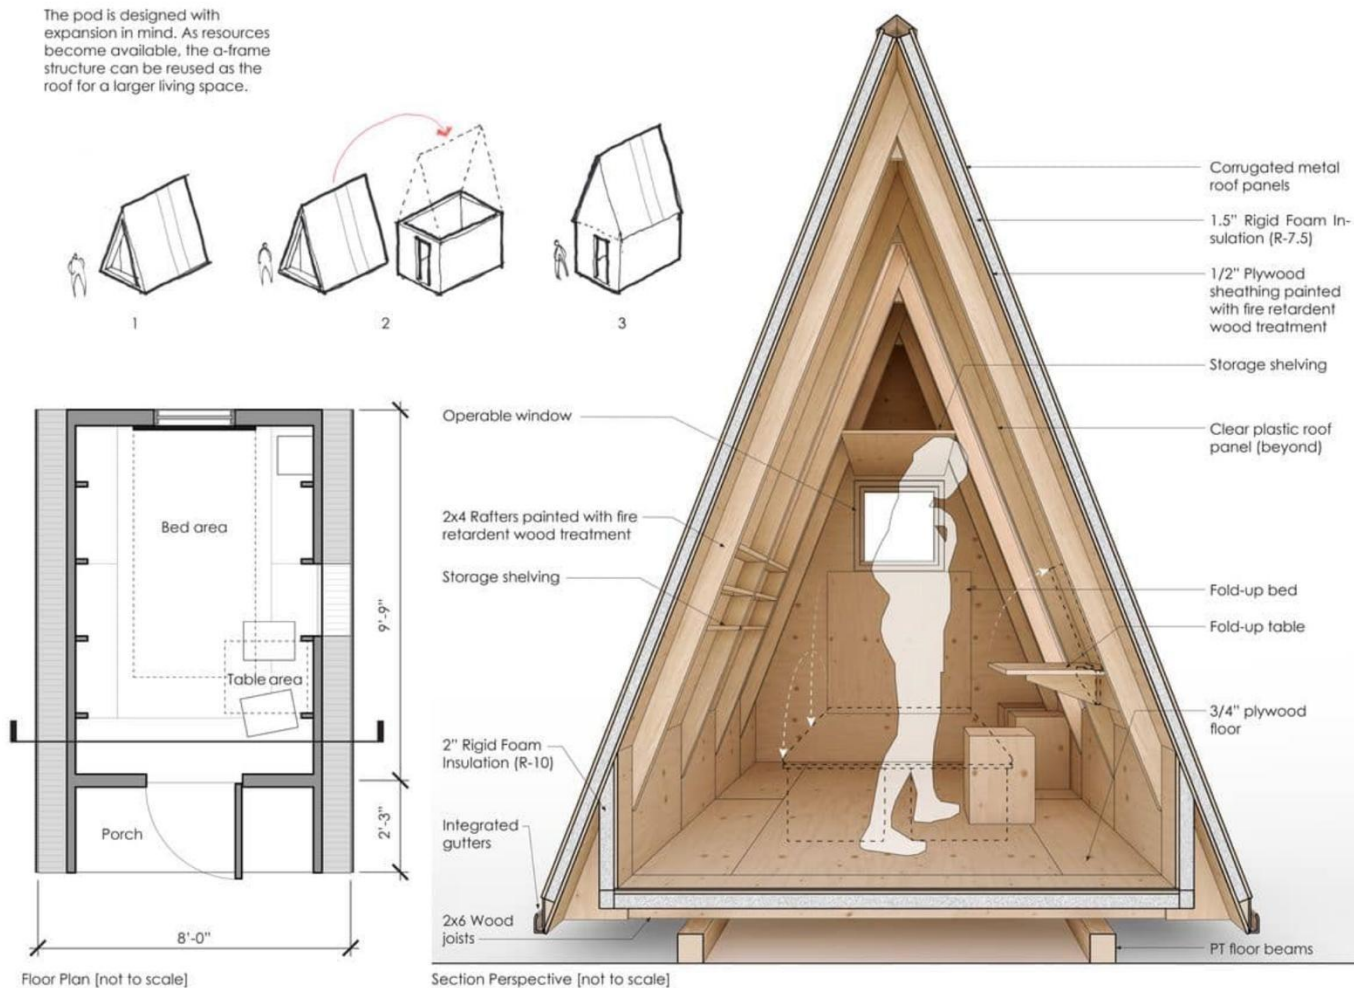 The pod is designed with
expansion in mind. As resources
become available, the a-frame
structure can be reused as the
roof for a larger living space.
1
2
3
Corrugated metal
roof panels
1.5" Rigid Foam In-
sulation (R-7.5)
1/2" Plywood
sheathing painted
with fire retardent
wood treatment
Storage shelving
Operable window
Clear plastic roof
panel (beyond)
2x4 Rafters painted with fire
retardent wood treatment
Storage shelving
Fold-up bed
Fold-up table
3/4" plywood
floor
2" Rigid Foam
Insulation (R-10)
Integrated
gutters
2x6 Wood
joists
PT floor beams
Bed area
Table area
Porch
9'-9"
2'-3"
8'-0"
Floor Plan [not to scale]
Section Perspective [not to scale]